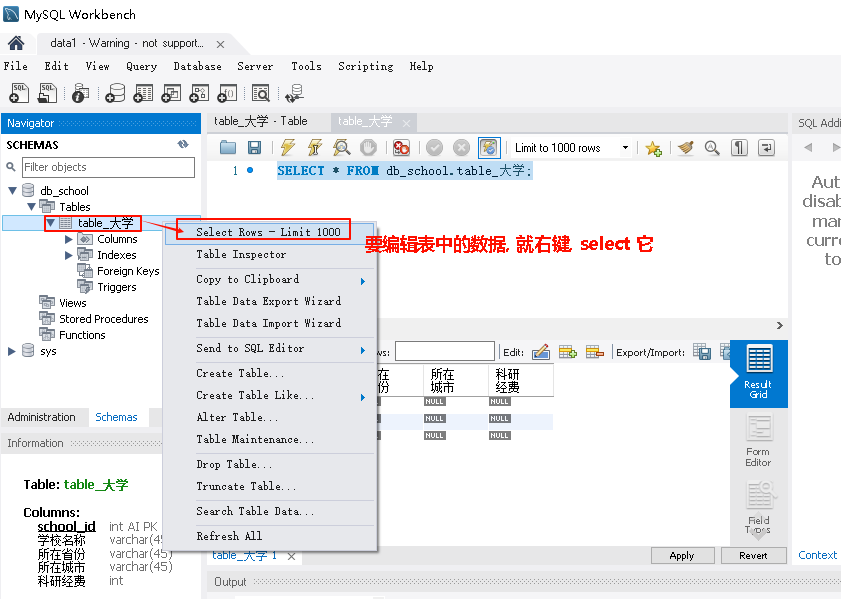 MySQL Workbench
data1 - Warning - not support...
File Edit View Query Database Server Tools Scripting Help
Navigator
SCHEMAS
Filter objects
db_school
Tables
table_大学
Columns
Indexes
Foreign Keys
Triggers
Views
Stored Procedures
Functions
sys
Administration Schemas
Information
Table: table_大学
Columns:
school_id int AI PK
学校名称 varchar(45)
所在省份 varchar(45)
所在城市 varchar(45)
科研经费 int
table_大学 - Table table_大学
Limit to 1000 rows
1 SELECT * FROM db_school.table_大学;
Select Rows - Limit 1000
Table Inspector
Copy to Clipboard
Table Data Export Wizard
Table Data Import Wizard
Send to SQL Editor
Create Table...
Create Table Like...
Alter Table...
Table Maintenance...
Drop Table...
Truncate Table...
Search Table Data...
Refresh All
要编辑表中的数据, 就右键, select 它
Edit: Export/Import:
所在
城市
科研
经费
NULL NULL
NULL NULL
NULL NULL
Result
Grid
Form
Editor
Field
Types
table_大学 1
Apply Revert
Output
SQL Addi
Aut
disab
man
curre
to
Context